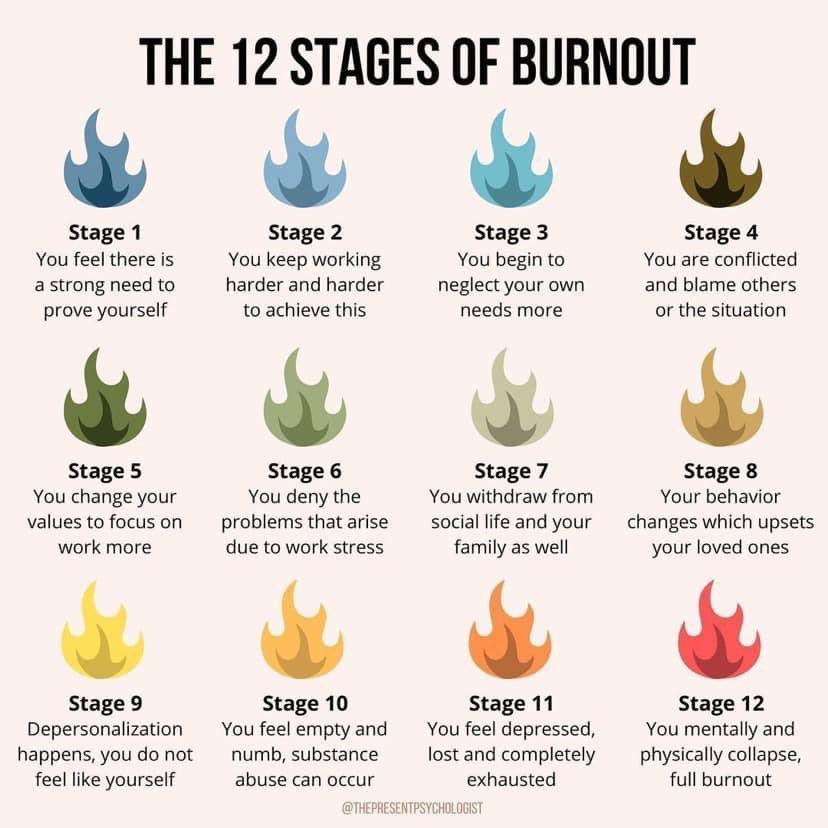 THE 12 STAGES OF BURNOUT
Stage 1
You feel there is
a strong need to
prove yourself
Stage 2
You keep working
harder and harder
to achieve this
Stage 3
You begin to
neglect your own
needs more
Stage 4
You are conflicted
and blame others
or the situation
Stage 5
You change your
values to focus on
work more
Stage 6
You deny the
problems that arise
due to work stress
Stage 7
You withdraw from
social life and your
family as well
Stage 8
Your behavior
changes which upsets
your loved ones
Stage 9
Depersonalization
happens, you do not
feel like yourself
Stage 10
You feel empty and
numb, substance
abuse can occur
Stage 11
You feel depressed,
lost and completely
exhausted
Stage 12
You mentally and
physically collapse,
full burnout
@THEPRESENTPSYCHOLOGIST